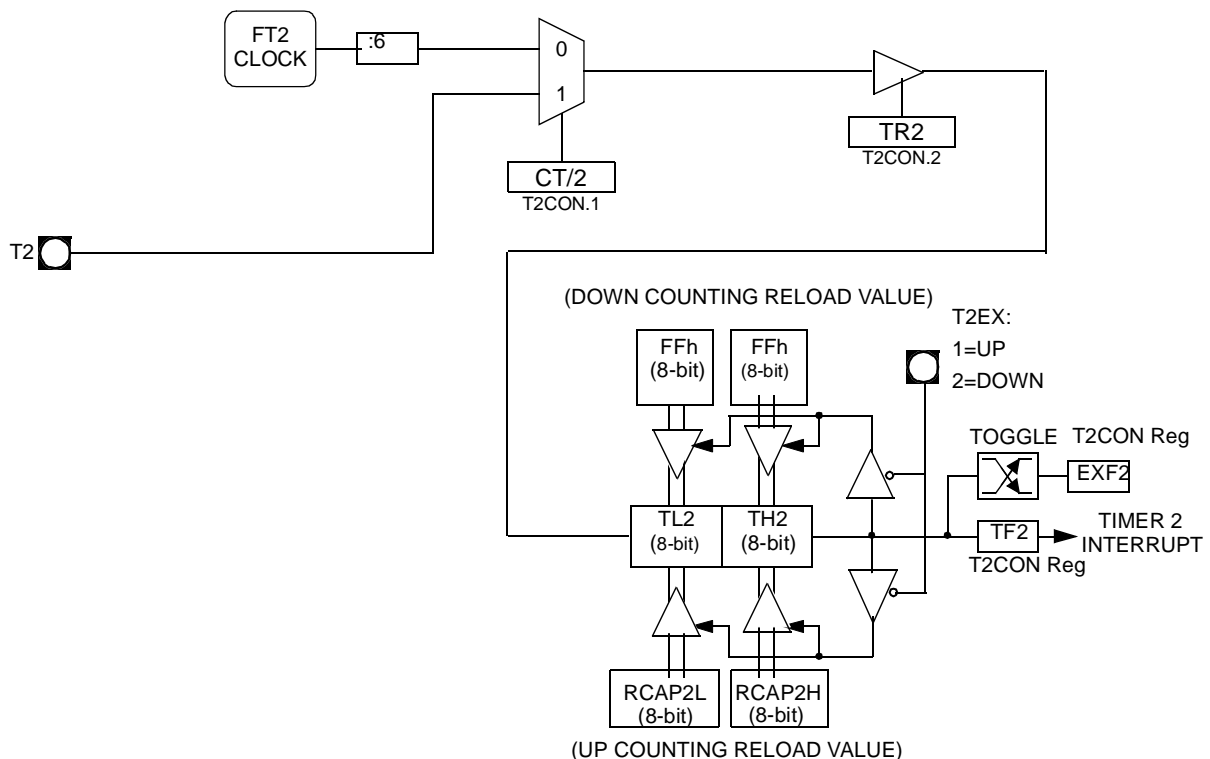 FT2
CLOCK
:6
0
1
TR2
T2CON.2
CT/2
T2CON.1
T2
(DOWN COUNTING RELOAD VALUE)
T2EX:
1=UP
2=DOWN
FFh
(8-bit)
FFh
(8-bit)
TOGGLE
T2CON Reg
EXF2
TL2
(8-bit)
TH2
(8-bit)
TF2
TIMER 2
INTERRUPT
T2CON Reg
RCAP2L
(8-bit)
RCAP2H
(8-bit)
(UP COUNTING RELOAD VALUE)